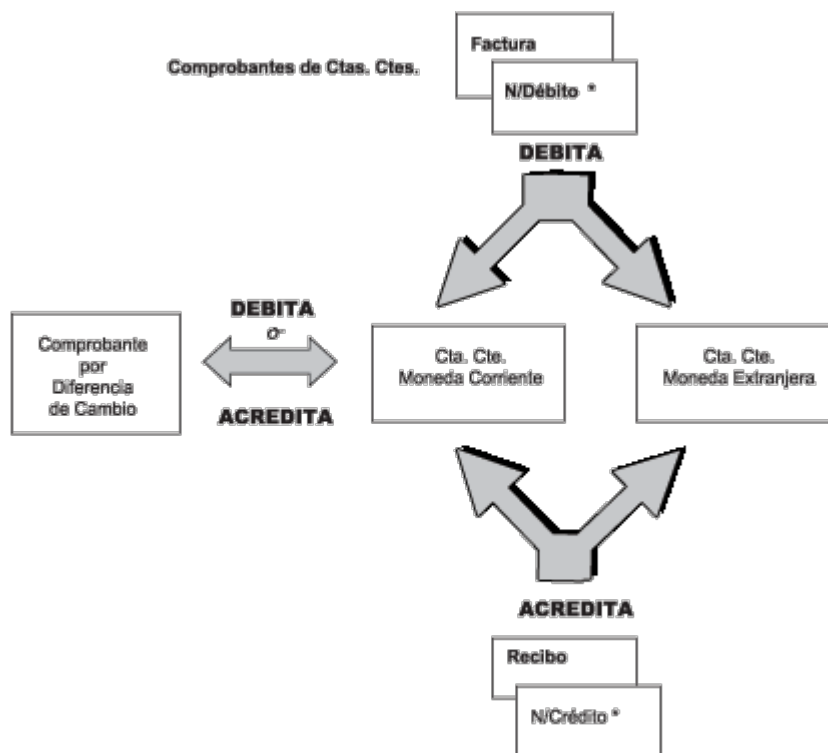 Factura
Comprobantes de Ctas. Ctes.
N/Débito *
DEBITA
DEBITA
o
ACREDITA
Comprobante
por
Diferencia
de Cambio
Cta. Cte.
Moneda Corriente
Cta. Cte.
Moneda Extranjera
ACREDITA
Recibo
N/Crédito *